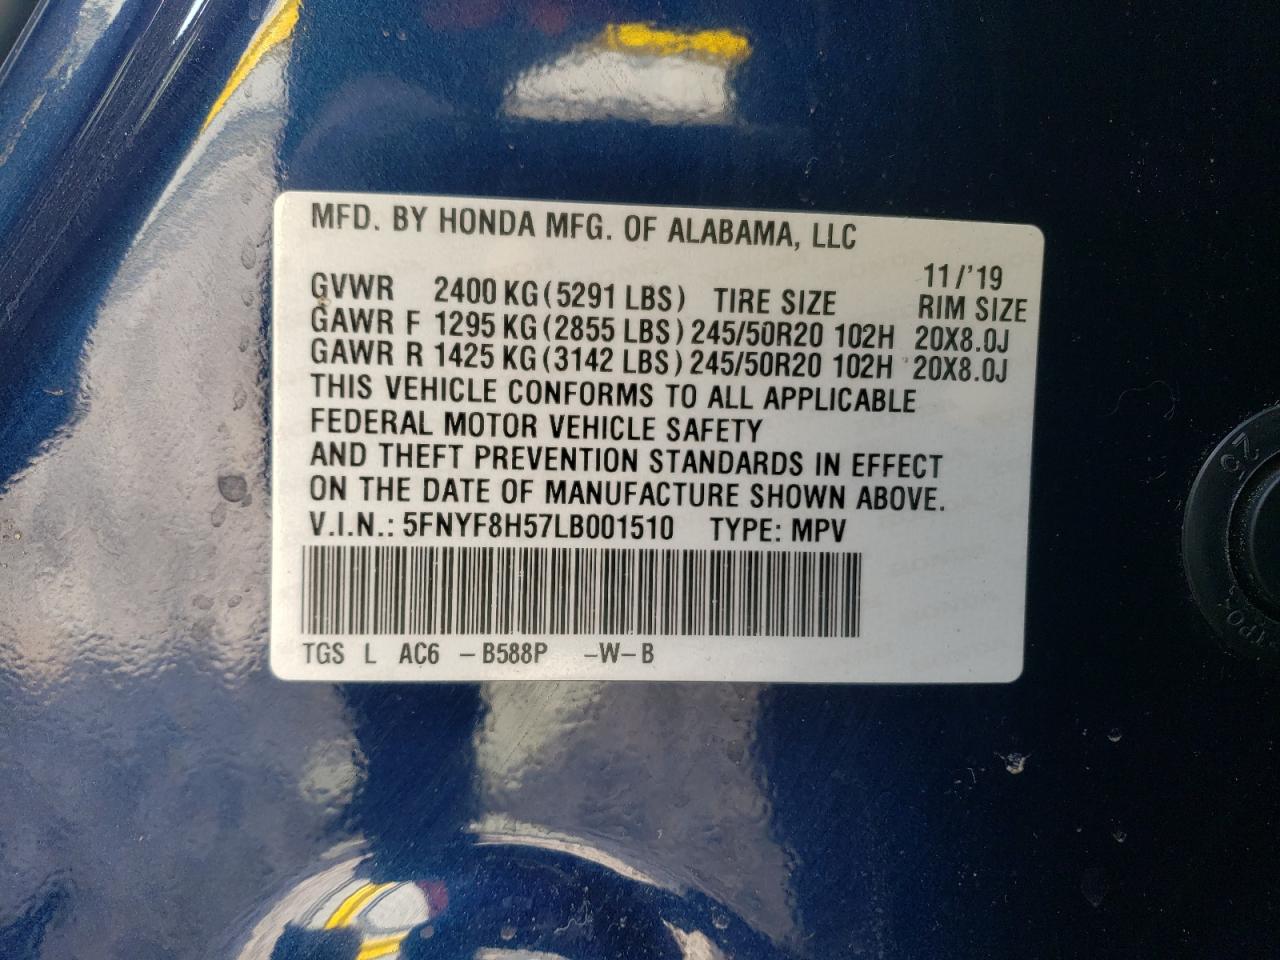 MFD. BY HONDA MFG. OF ALABAMA, LLC
11/'19
GVWR 2400 KG (5291 LBS) TIRE SIZE RIM SIZE
GAWR F 1295 KG (2855 LBS) 245/50R20 102H 20X8.0J
GAWR R 1425 KG (3142 LBS) 245/50R20 102H 20X8.0J
THIS VEHICLE CONFORMS TO ALL APPLICABLE
FEDERAL MOTOR VEHICLE SAFETY
AND THEFT PREVENTION STANDARDS IN EFFECT
ON THE DATE OF MANUFACTURE SHOWN ABOVE.
V.I.N.: 5FNYF8H57LB001510 TYPE: MPV
TGS L AC6 -B588P -W-B
25